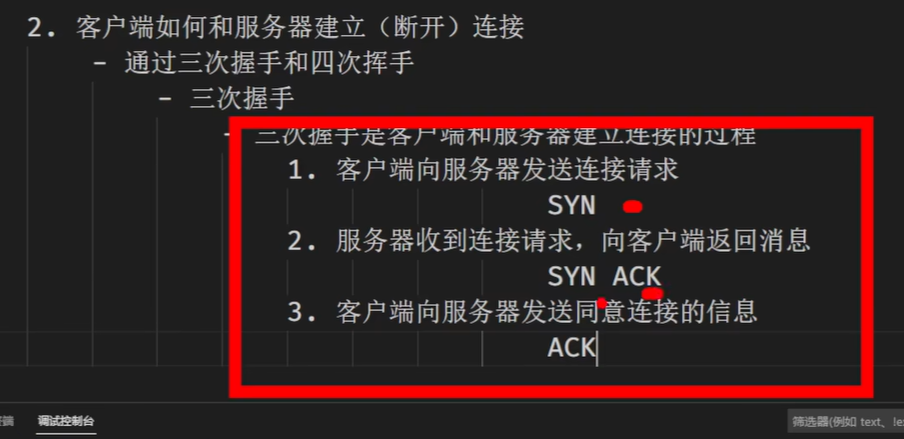 2. 客户端如何和服务器建立（断开）连接
- 通过三次握手和四次挥手
- 三次握手
- 三次握手是客户端和服务器建立连接的过程
1. 客户端向服务器发送连接请求
SYN
2. 服务器收到连接请求，向客户端返回消息
SYN ACK
3. 客户端向服务器发送同意连接的信息
ACK
调试控制台
筛选器(例如 text、!ex